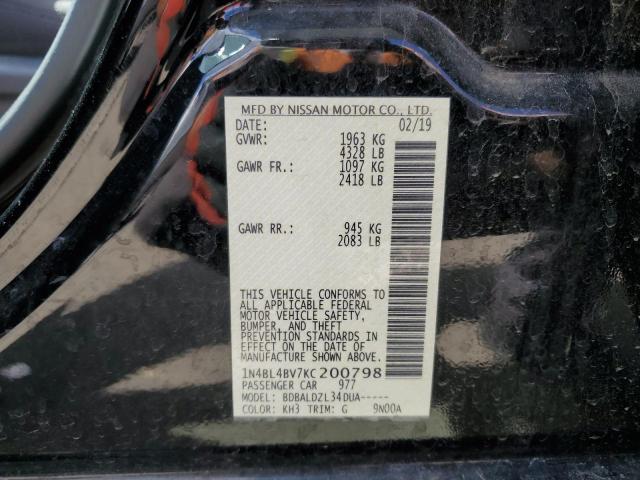 MFD BY NISSAN MOTOR CO., LTD.
DATE: 02/19
GVWR: 1963 KG
4328 LB
GAWR FR.: 1097 KG
2418 LB
GAWR RR.: 945 KG
2083 LB
THIS VEHICLE CONFORMS TO
ALL APPLICABLE FEDERAL
MOTOR VEHICLE SAFETY,
BUMPER, AND THEFT
PREVENTION STANDARDS IN
EFFECT ON THE DATE OF
MANUFACTURE SHOWN ABOVE.
1N4BL4BV7KC200798
PASSENGER CAR 977
MODEL: BDBALDZL34DUA-----
COLOR: KH3 TRIM: G 9N00A